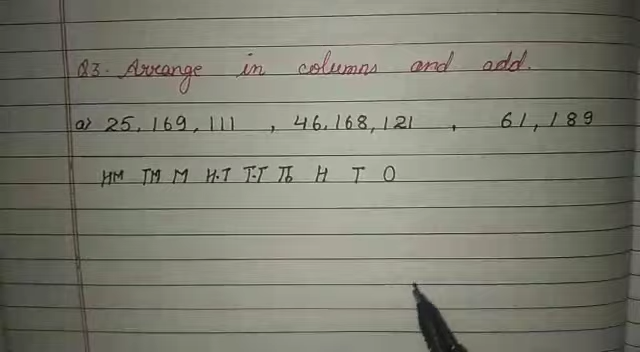 Q3. Arrange in columns and add.
a) 25,169,111 , 46,168,121 , 61,189
HM TM M H.T T.T Th H T O